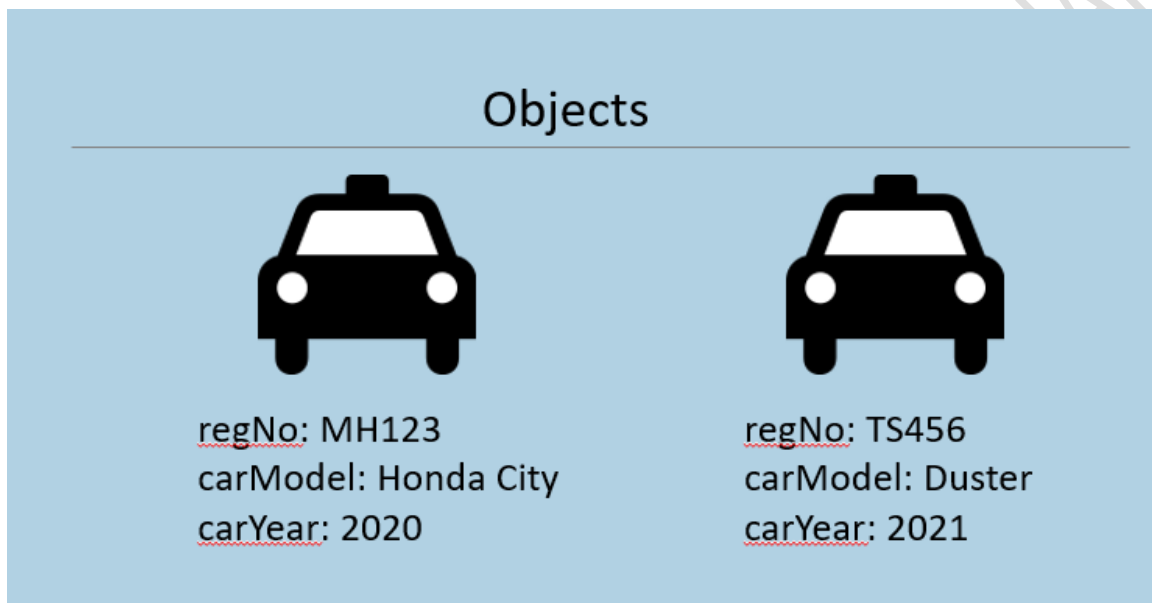 Objects
regNo: MH123
carModel: Honda City
carYear: 2020
regNo: TS456
carModel: Duster
carYear: 2021